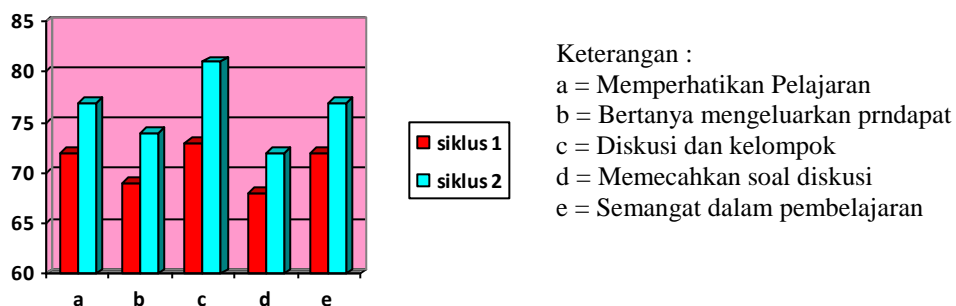 85
80
75
70
65
60
a b c d e
siklus 1
siklus 2
Keterangan :
a = Memperhatikan Pelajaran
b = Bertanya mengeluarkan prndapat
c = Diskusi dan kelompok
d = Memecahkan soal diskusi
e = Semangat dalam pembelajaran